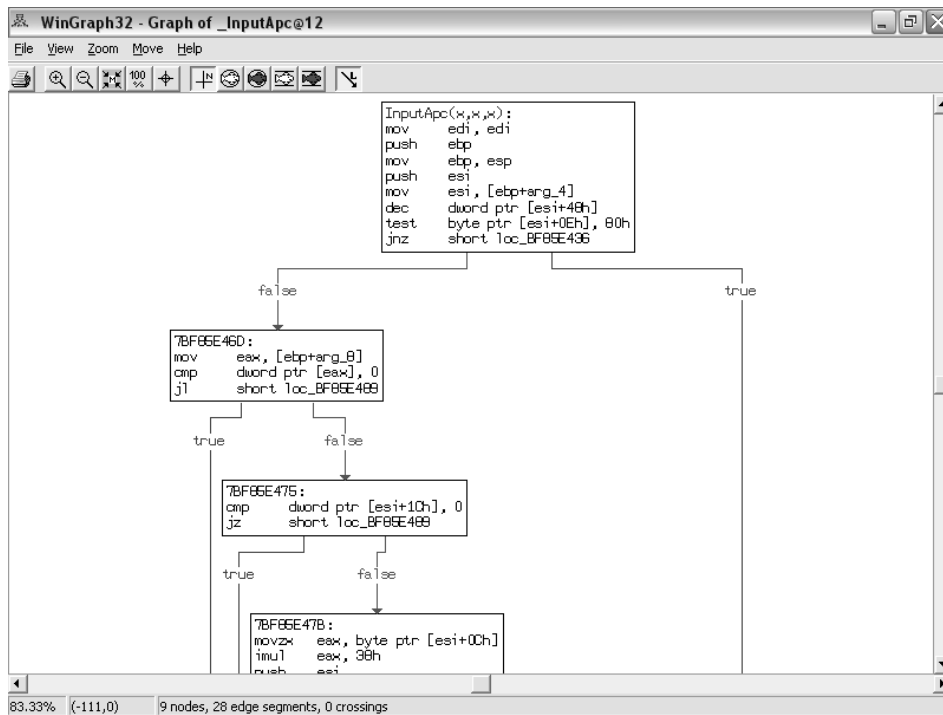 WinGraph32 - Graph of _InputApc@12
File View Zoom Move Help
100
%
N
InputApc(x,x,x):
mov edi, edi
push ebp
mov ebp, esp
push esi
mov esi, [ebp+arg_4]
dec dword ptr [esi+48h]
test byte ptr [esi+0Eh], 80h
jnz short loc_BF85E436
false
true
7BF85E46D:
mov eax, [ebp+arg_8]
cmp dword ptr [eax], 0
jl short loc_BF85E489
true
false
7BF85E475:
cmp dword ptr [esi+1Ch], 0
jz short loc_BF85E489
true
false
7BF85E47B:
movzx eax, byte ptr [esi+0Ch]
imul eax, 38h
push esi
83.33% (-111,0) 9 nodes, 28 edge segments, 0 crossings